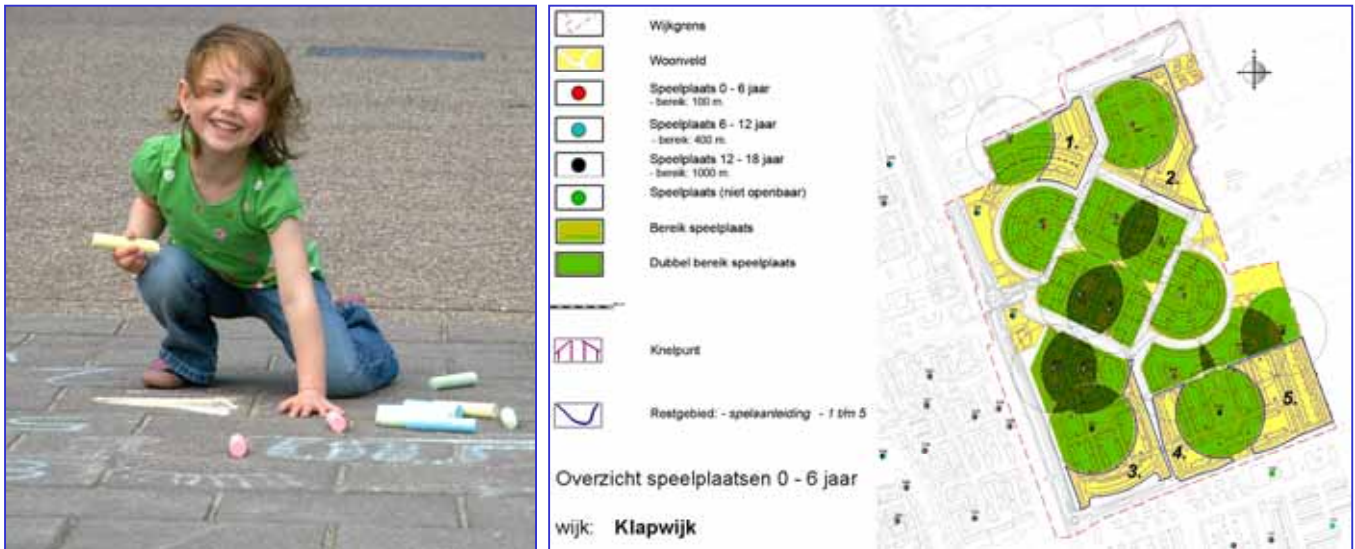 Wijkgrens
Woonveld
Speelplaats 0 - 6 jaar
- bereik: 100 m.
Speelplaats 6 - 12 jaar
- bereik: 400 m.
Speelplaats 12 - 18 jaar
- bereik: 1000 m.
Speelplaats (niet openbaar)
Bereik speelplaats
Dubbel bereik speelplaats
Knelpunt
Restgebied: - spelaanleiding - 1 t/m 5
Overzicht speelplaatsen 0 - 6 jaar
wijk: Klapwijk
1.
2.
3.
4.
5.